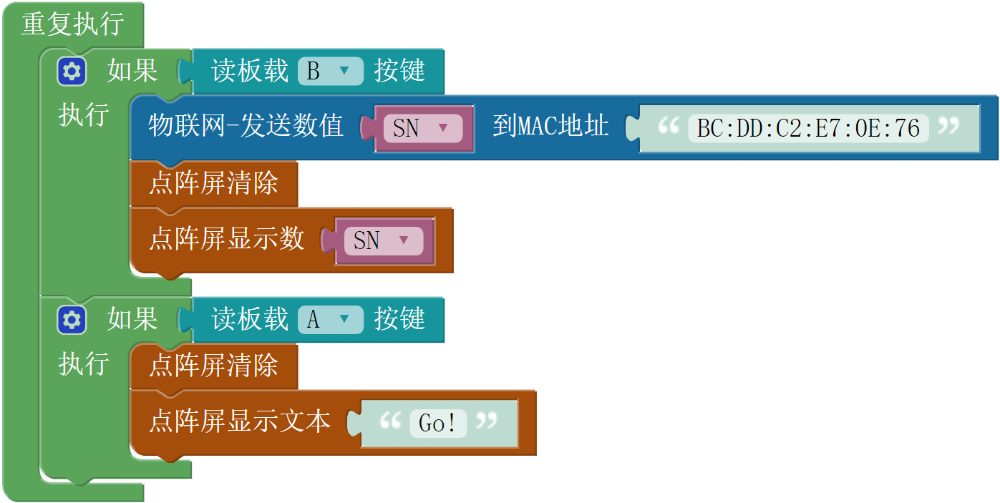 重复执行
如果 读板载 B 按键
执行 物联网-发送数值 SN 到MAC地址 “ BC:DD:C2:E7:0E:76 ”
点阵屏清除
点阵屏显示数 SN
如果 读板载 A 按键
执行 点阵屏清除
点阵屏显示文本 “ Go! ”